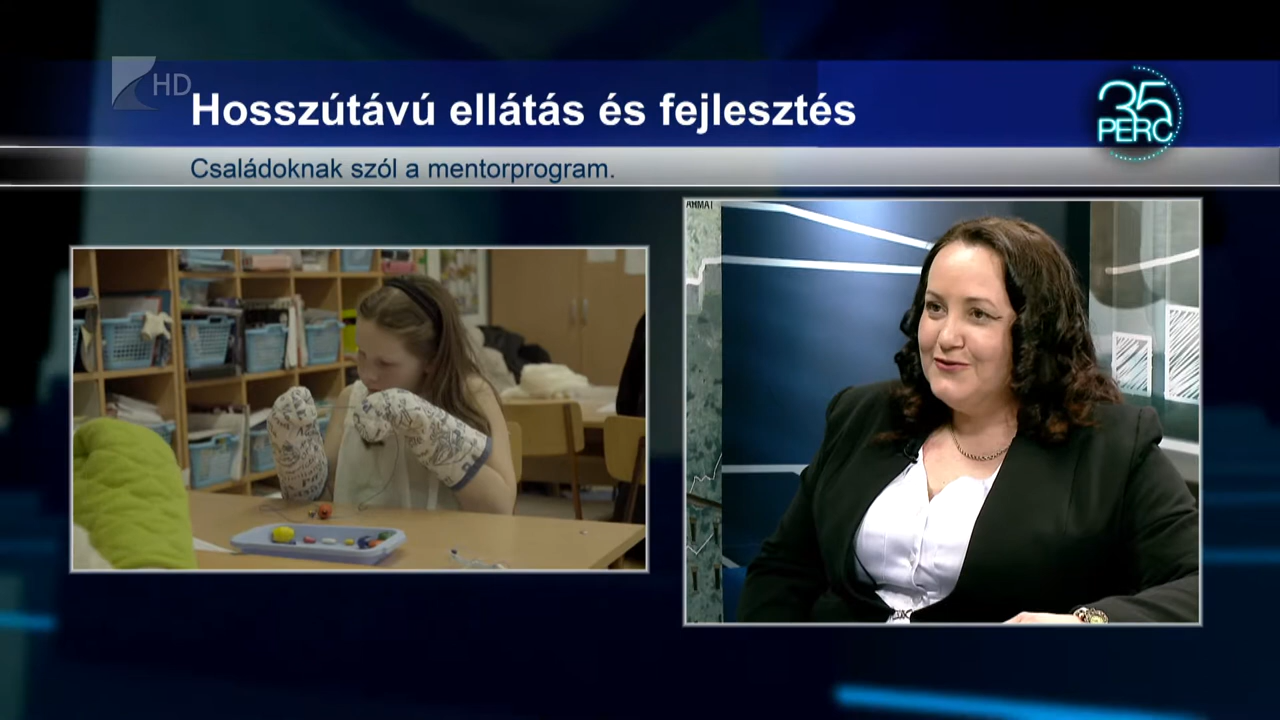 HD
Hosszútávú ellátás és fejlesztés
35
PERC
Családoknak szól a mentorprogram.